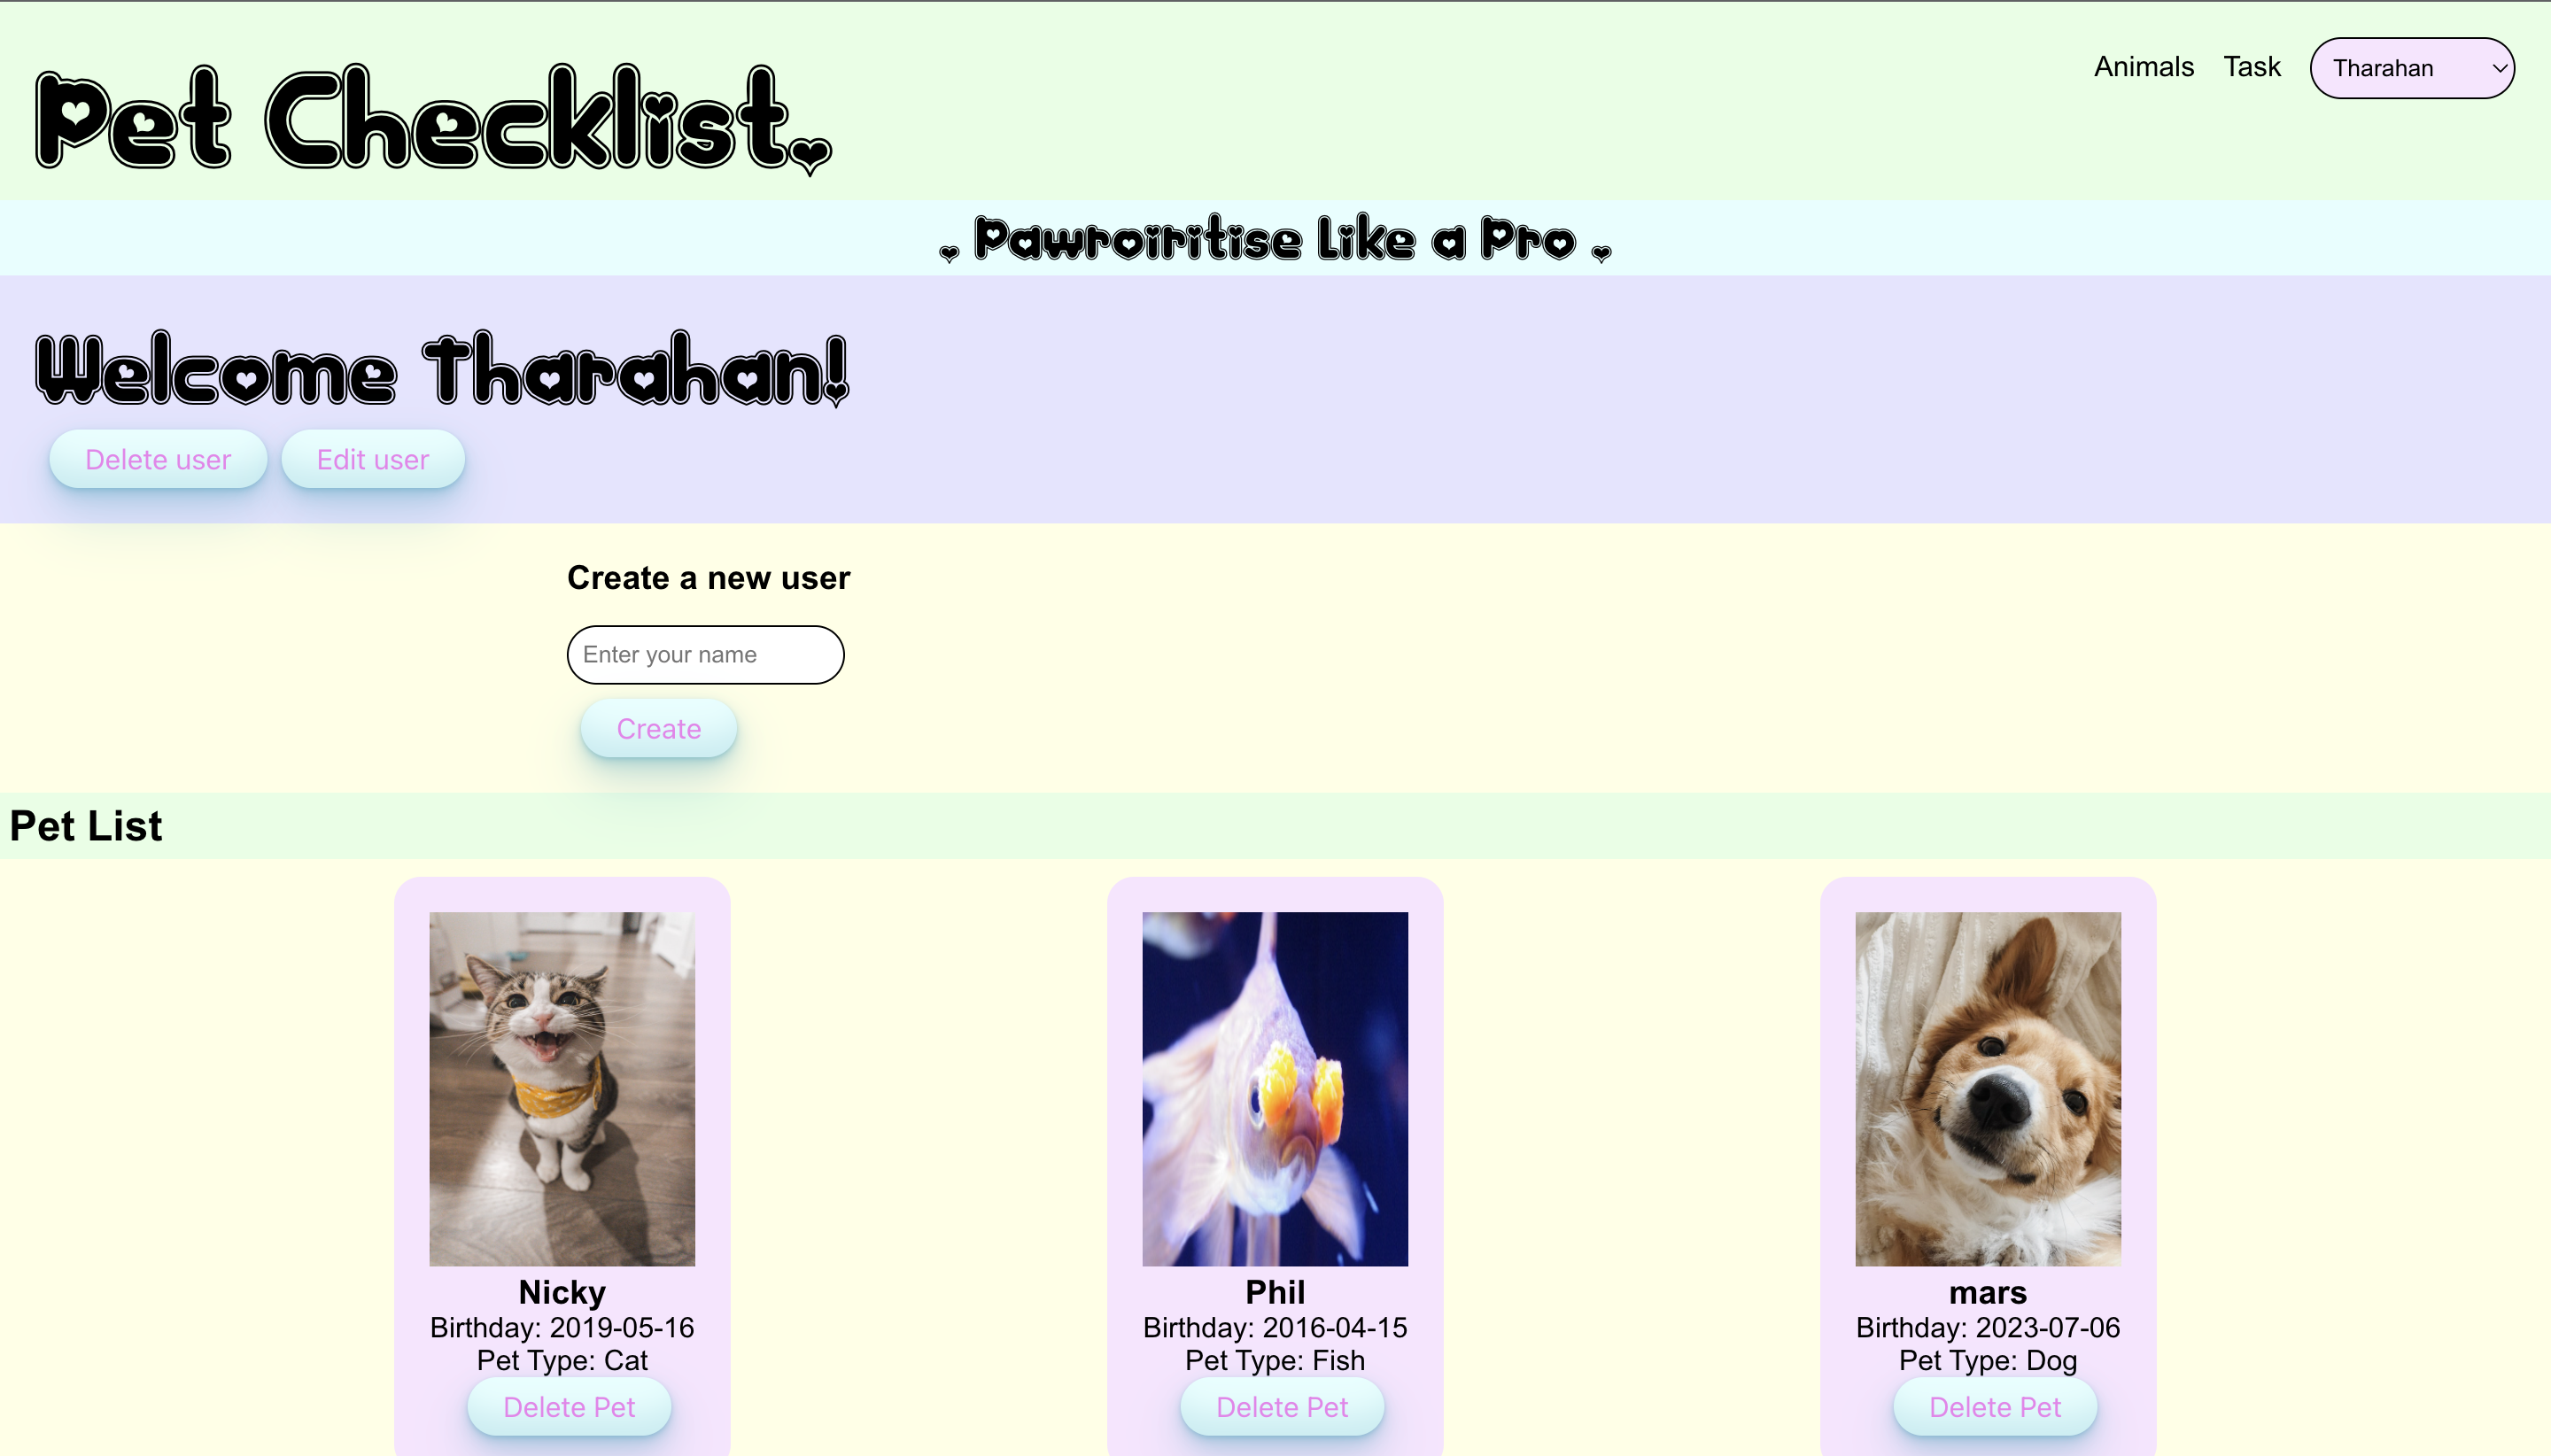 Pet Checklist.
Animals Task Tharahan
. Pawroiritise Like a Pro .
Welcome Tharahan!
Delete user Edit user
Create a new user
Enter your name
Create
Pet List
Nicky
Birthday: 2019-05-16
Pet Type: Cat
Delete Pet
Phil
Birthday: 2016-04-15
Pet Type: Fish
Delete Pet
mars
Birthday: 2023-07-06
Pet Type: Dog
Delete Pet